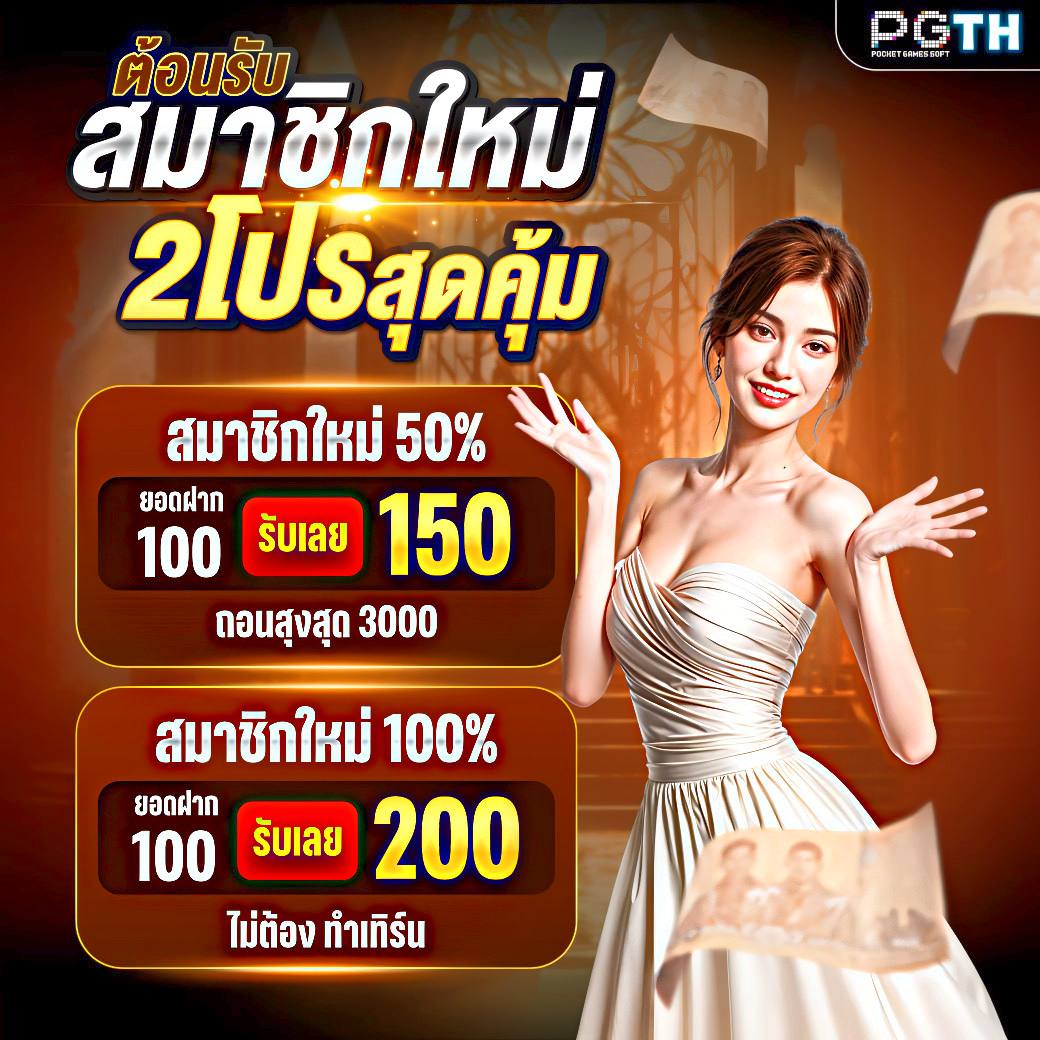 PGTH
POCKET GAMES SOFT
ต้อนรับ
สมาชิกใหม่
2โปรสุดคุ้ม
สมาชิกใหม่ 50%
ยอดฝาก
100
รับเลย
150
ถอนสุงสุด 3000
สมาชิกใหม่ 100%
ยอดฝาก
100
รับเลย
200
ไม่ต้อง ทำเทิร์น